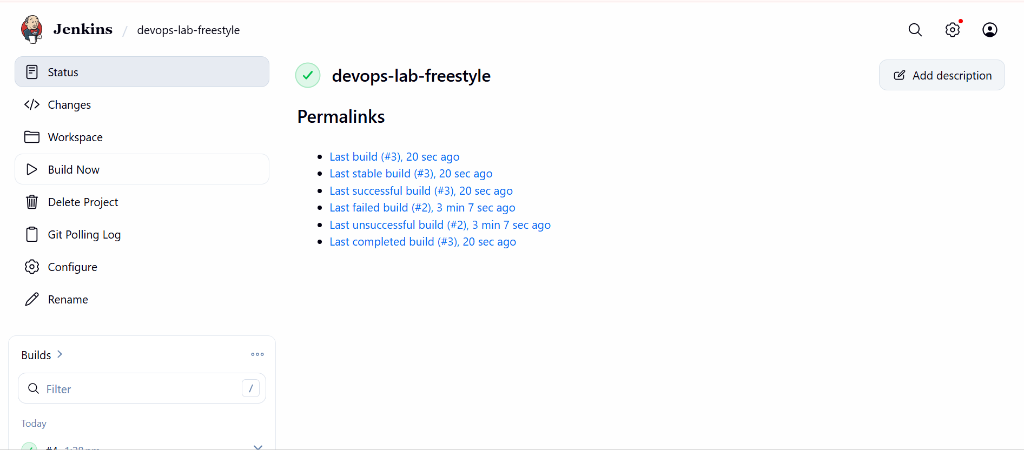 Jenkins / devops-lab-freestyle
Status
Changes
Workspace
Build Now
Delete Project
Git Polling Log
Configure
Rename
Builds
Filter /
Today
devops-lab-freestyle
Add description
Permalinks
Last build (#3), 20 sec ago
Last stable build (#3), 20 sec ago
Last successful build (#3), 20 sec ago
Last failed build (#2), 3 min 7 sec ago
Last unsuccessful build (#2), 3 min 7 sec ago
Last completed build (#3), 20 sec ago